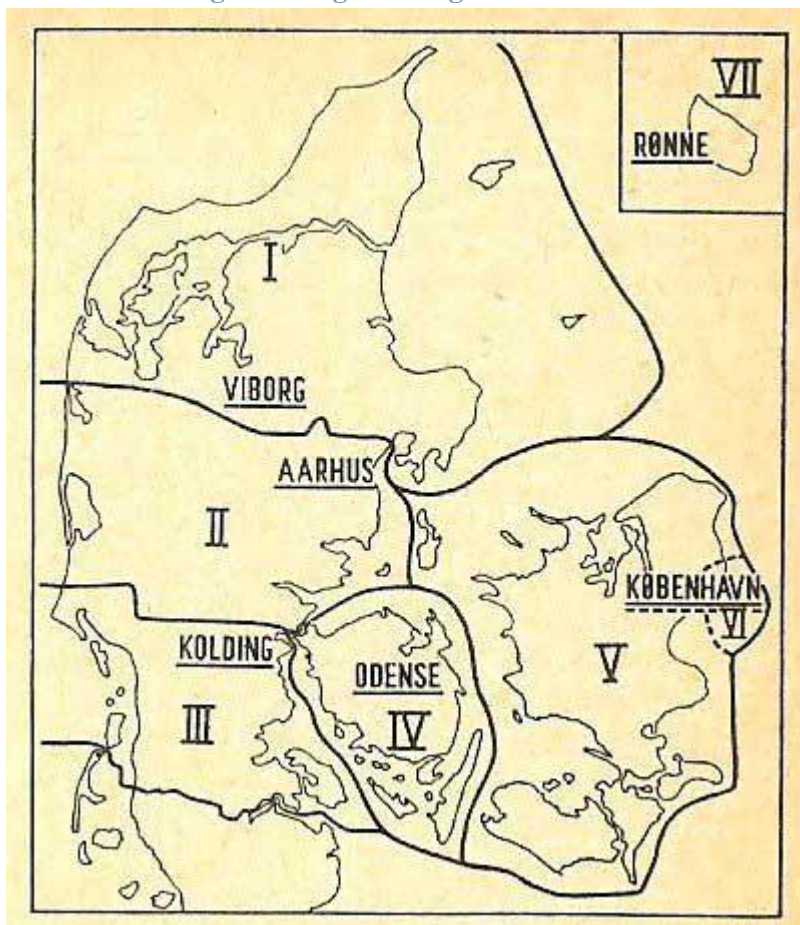 VII
RØNNE
I
VIBORG
AARHUS
II
KØBENHAVN
VI
KOLDING
ODENSE
V
III
IV